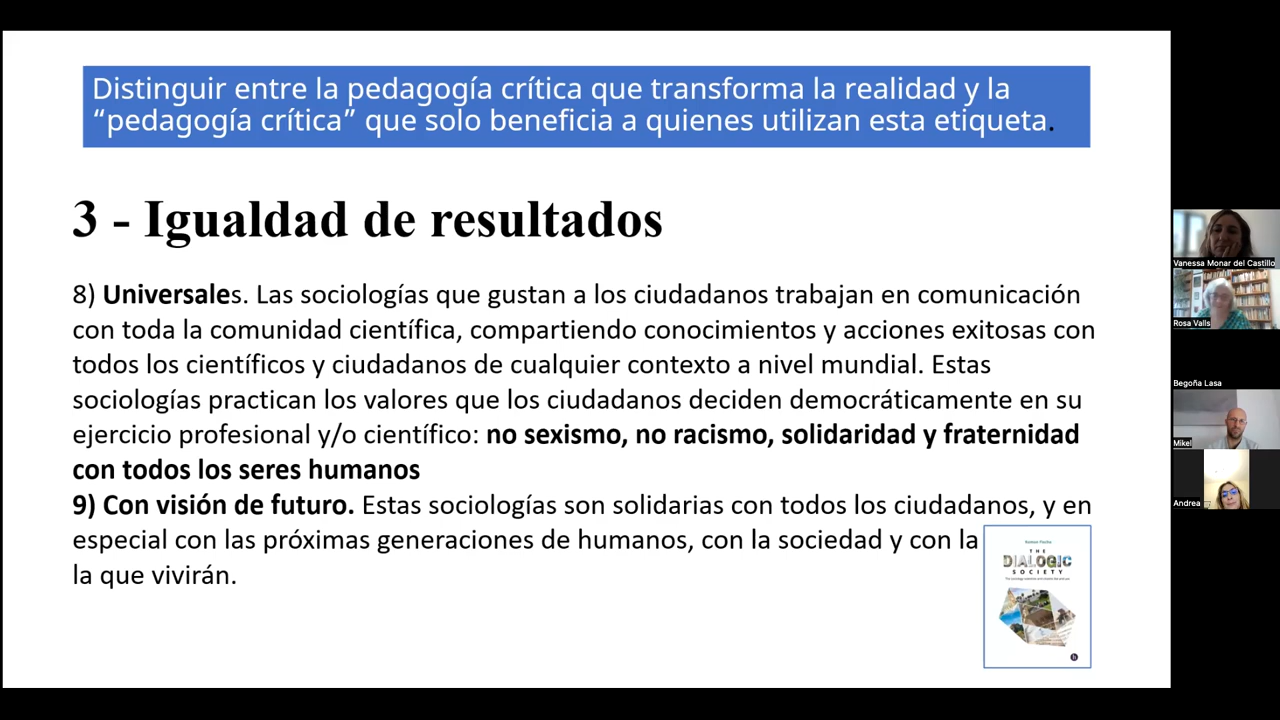 Distinguir entre la pedagogía crítica que transforma la realidad y la
“pedagogía crítica” que solo beneficia a quienes utilizan esta etiqueta.
3 - Igualdad de resultados
8) Universales. Las sociologías que gustan a los ciudadanos trabajan en comunicación
con toda la comunidad científica, compartiendo conocimientos y acciones exitosas con
todos los científicos y ciudadanos de cualquier contexto a nivel mundial. Estas
sociologías practican los valores que los ciudadanos deciden democráticamente en su
ejercicio profesional y/o científico: no sexismo, no racismo, solidaridad y fraternidad
con todos los seres humanos
9) Con visión de futuro. Estas sociologías son solidarias con todos los ciudadanos, y en
especial con las próximas generaciones de humanos, con la sociedad y con la
la que vivirán.
THE
DIALOGIC
SOCIETY
Vanessa Monar del Castillo
Rosa Valls
Begoña Lasa
Mikel
Andrea